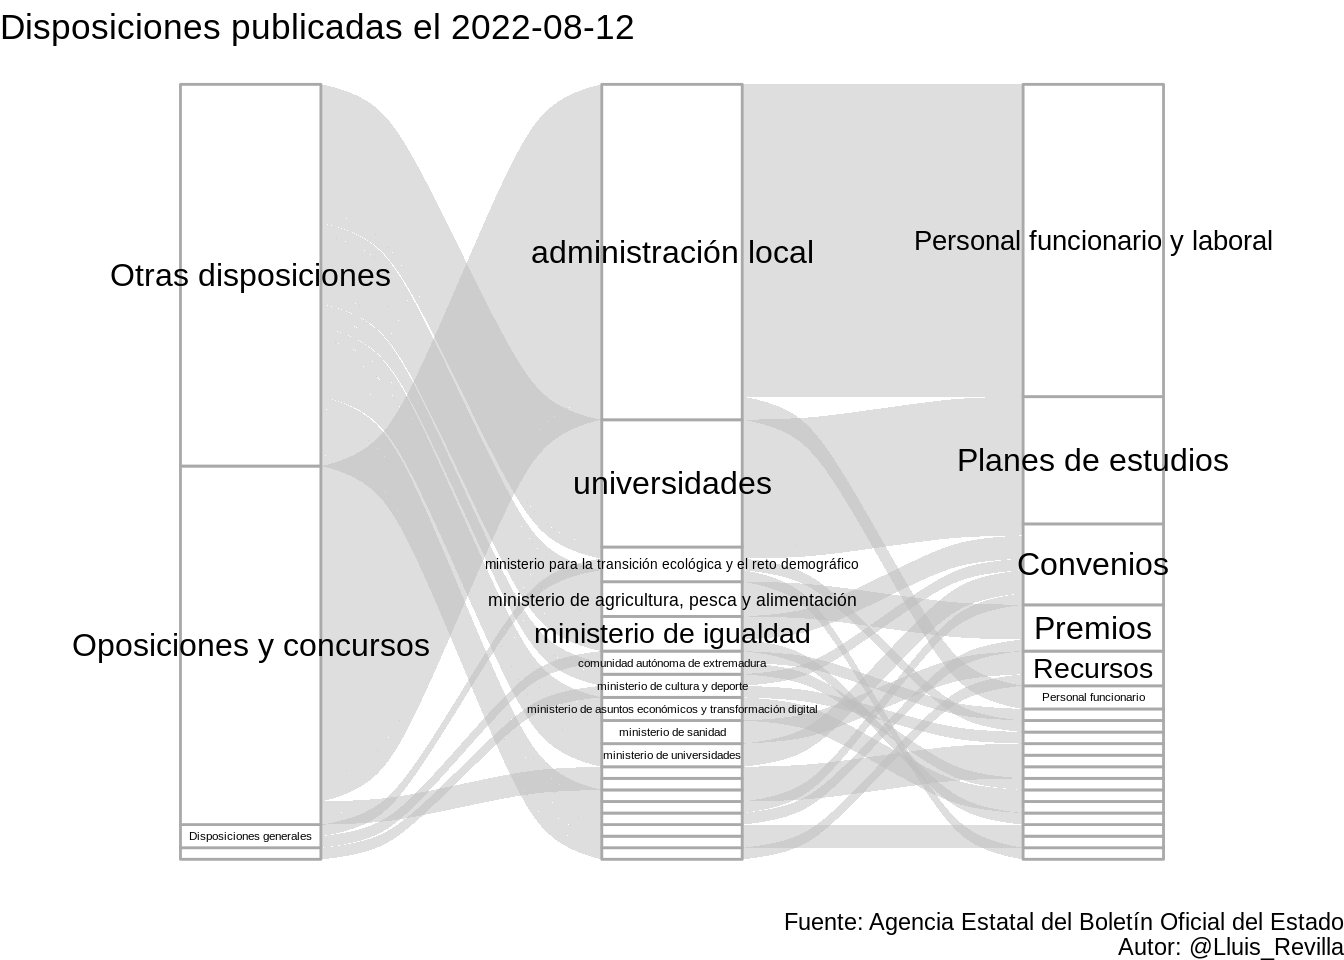 Disposiciones publicadas el 2022-08-12
Otras disposiciones
Oposiciones y concursos
Disposiciones generales
administración local
universidades
ministerio para la transición ecológica y el reto demográfico
ministerio de agricultura, pesca y alimentación
ministerio de igualdad
comunidad autónoma de extremadura
ministerio de cultura y deporte
ministerio de asuntos económicos y transformación digital
ministerio de sanidad
ministerio de universidades
Personal funcionario y laboral
Planes de estudios
Convenios
Premios
Recursos
Personal funcionario
Fuente: Agencia Estatal del Boletín Oficial del Estado
Autor: @Lluis_Revilla